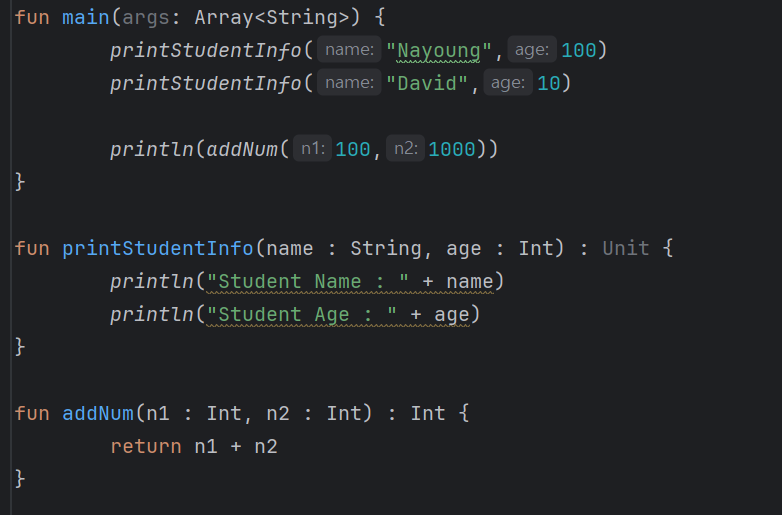 fun main(args: Array<String>) {
printStudentInfo( name: "Nayoung", age: 100)
printStudentInfo( name: "David", age: 10)
println(addNum( n1: 100, n2: 1000))
}
fun printStudentInfo(name : String, age : Int) : Unit {
println("Student Name : " + name)
println("Student Age : " + age)
}
fun addNum(n1 : Int, n2 : Int) : Int {
return n1 + n2
}